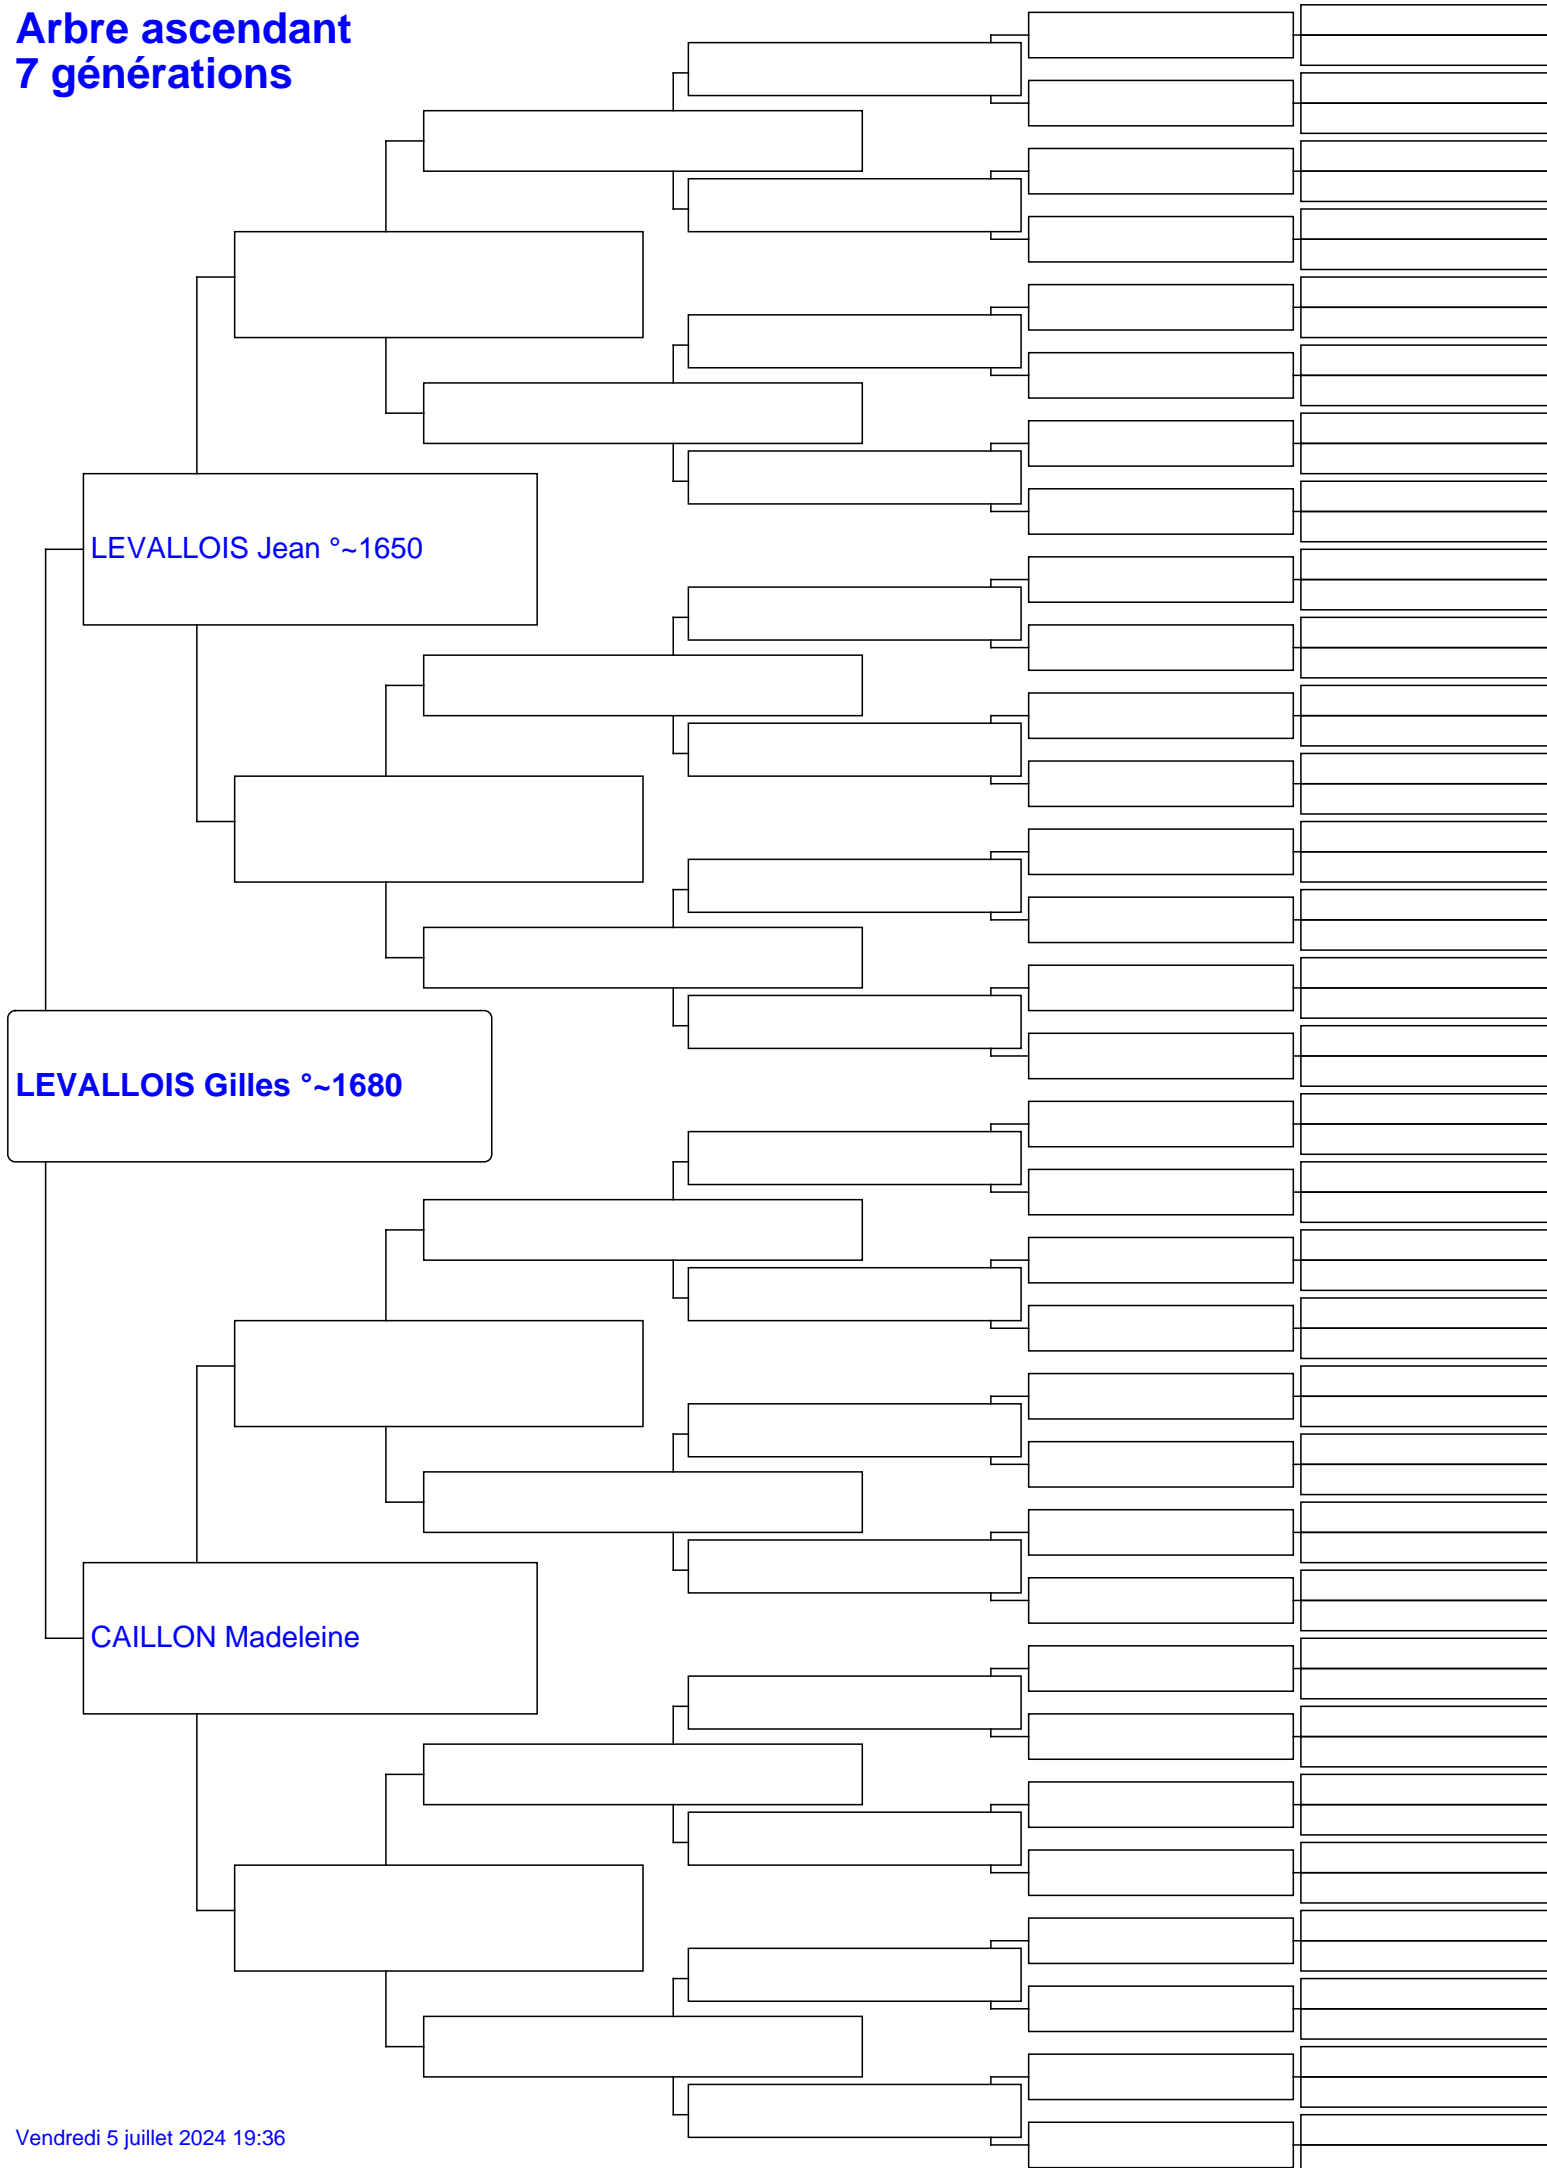 Arbre ascendant
7 générations
LEVALLOIS Jean °~1650
LEVALLOIS Gilles °~1680
CAILLON Madeleine
Vendredi 5 juillet 2024 19:36